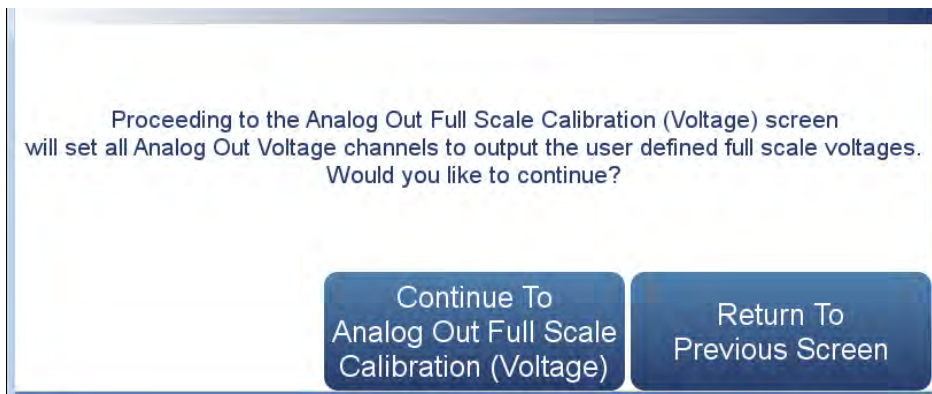 Proceeding to the Analog Out Full Scale Calibration (Voltage) screen
will set all Analog Out Voltage channels to output the user defined full scale voltages.
Would you like to continue?
Continue To
Analog Out Full Scale
Calibration (Voltage)
Return To
Previous Screen